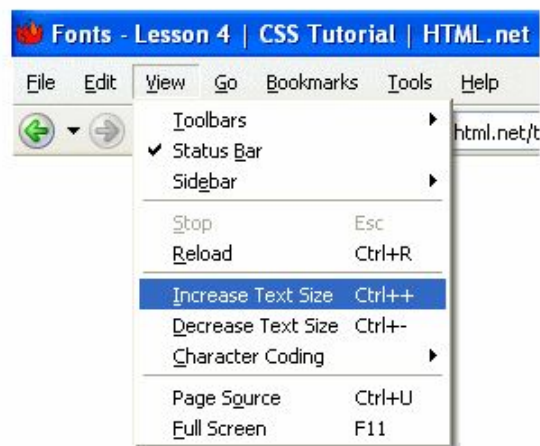 Fonts - Lesson 4 | CSS Tutorial | HTML.net
File Edit View Go Bookmarks Tools Help
html.net/t
Toolbars
Status Bar
Sidebar
Stop Esc
Reload Ctrl+R
Increase Text Size Ctrl++
Decrease Text Size Ctrl+-
Character Coding
Page Source Ctrl+U
Full Screen F11